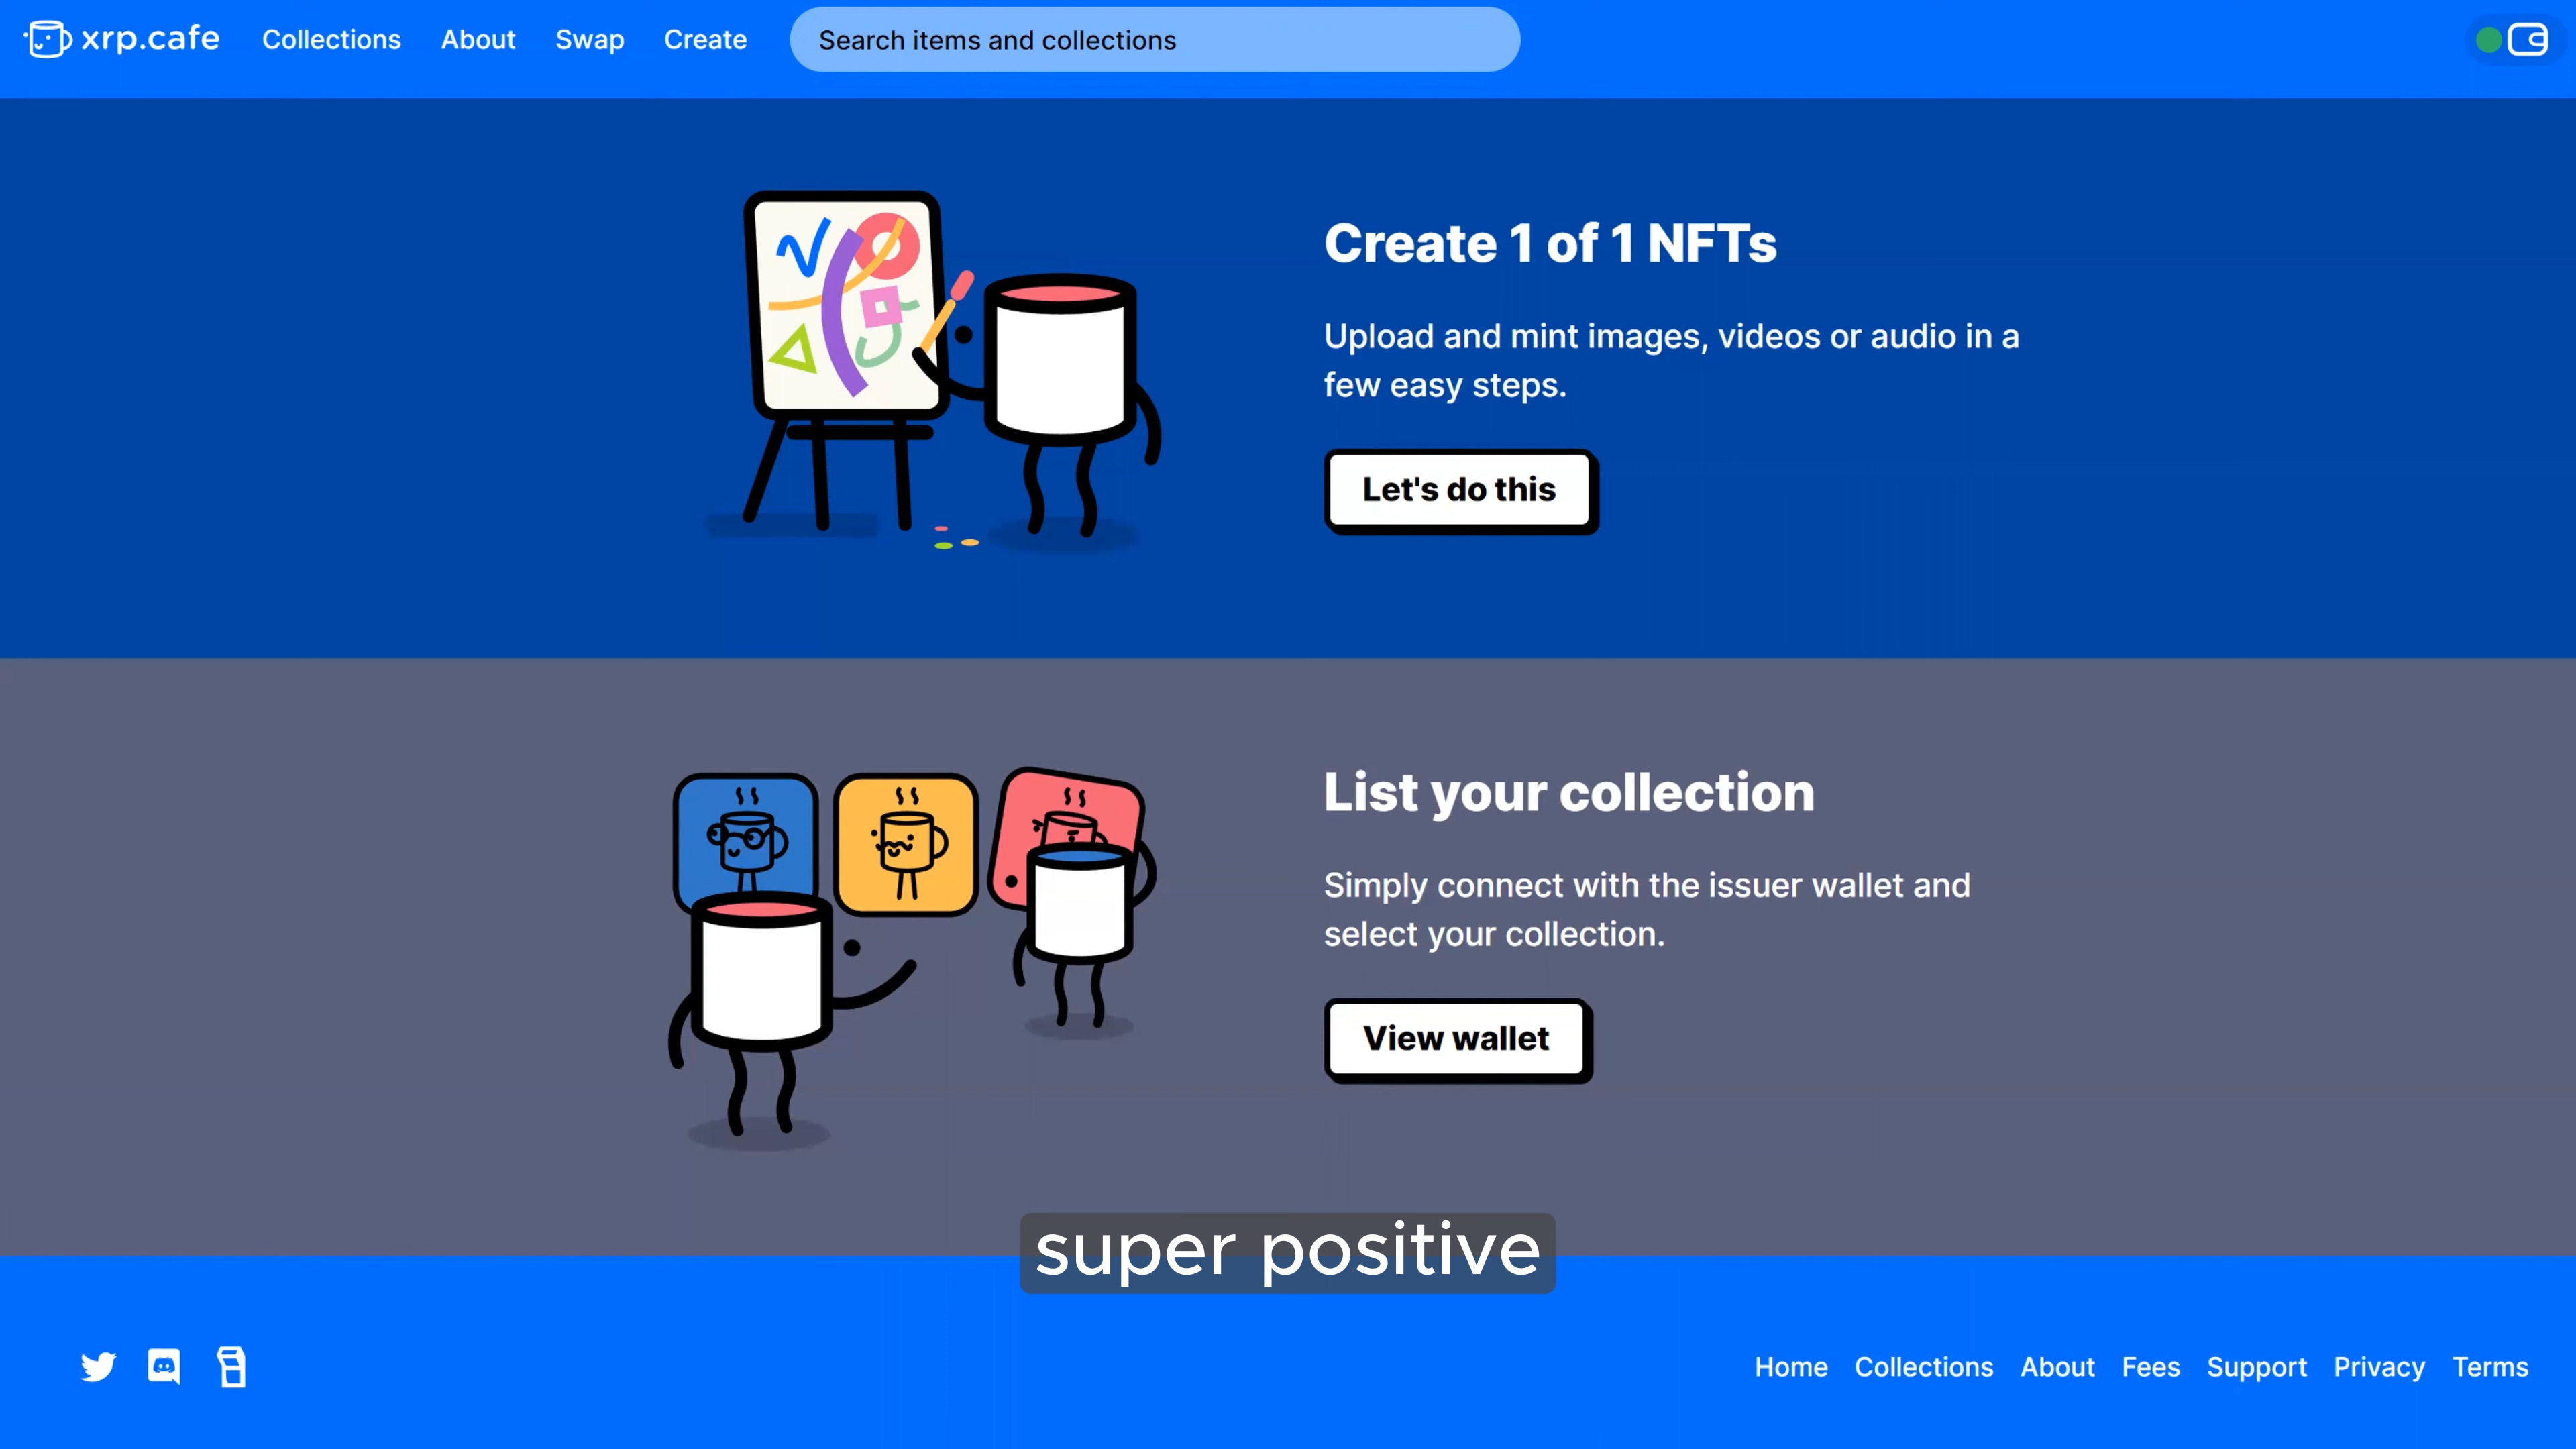 xrp.cafe Collections About Swap Create Search items and collections
Create 1 of 1 NFTs
Upload and mint images, videos or audio in a
few easy steps.
Let's do this
List your collection
Simply connect with the issuer wallet and
select your collection.
View wallet
super positive
Home Collections About Fees Support Privacy Terms